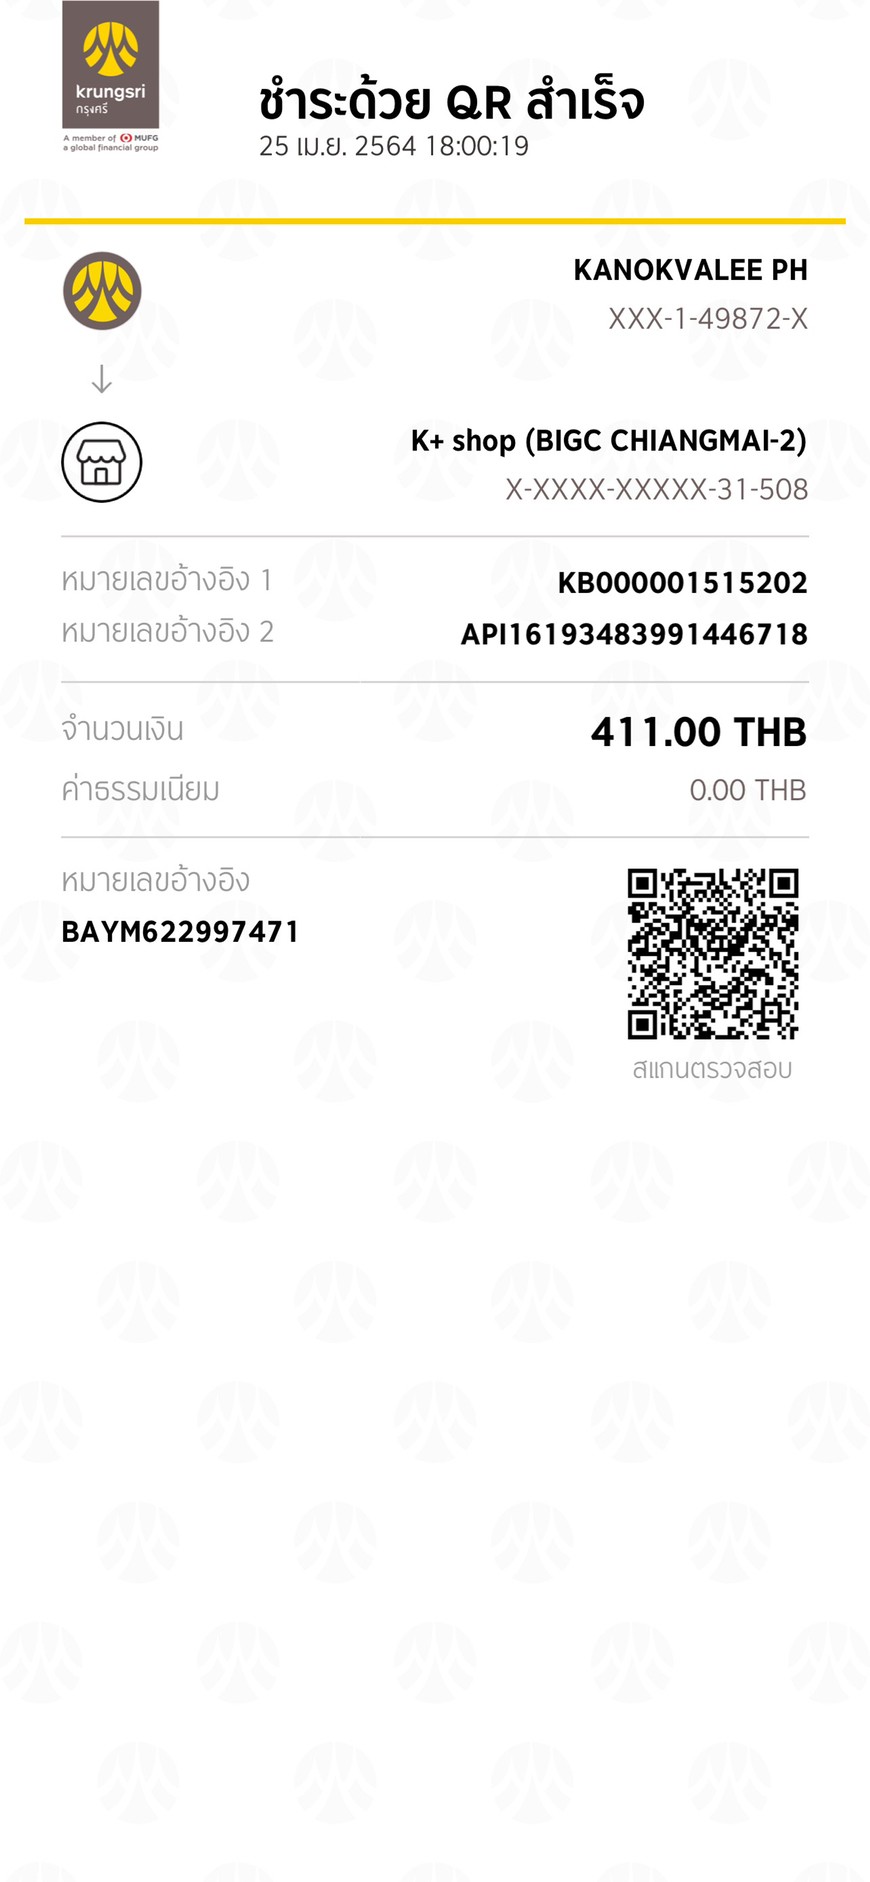 krungsri
กรุงศรี
A member of MUFG
a global financial group
ชำระด้วย QR สำเร็จ
25 เม.ย. 2564 18:00:19
KANOKVALEE PH
XXX-1-49872-X
K+ shop (BIGC CHIANGMAI-2)
X-XXXX-XXXXX-31-508
หมายเลขอ้างอิง 1 KB000001515202
หมายเลขอ้างอิง 2 API16193483991446718
จำนวนเงิน 411.00 THB
ค่าธรรมเนียม 0.00 THB
หมายเลขอ้างอิง
BAYM622997471
สแกนตรวจสอบ